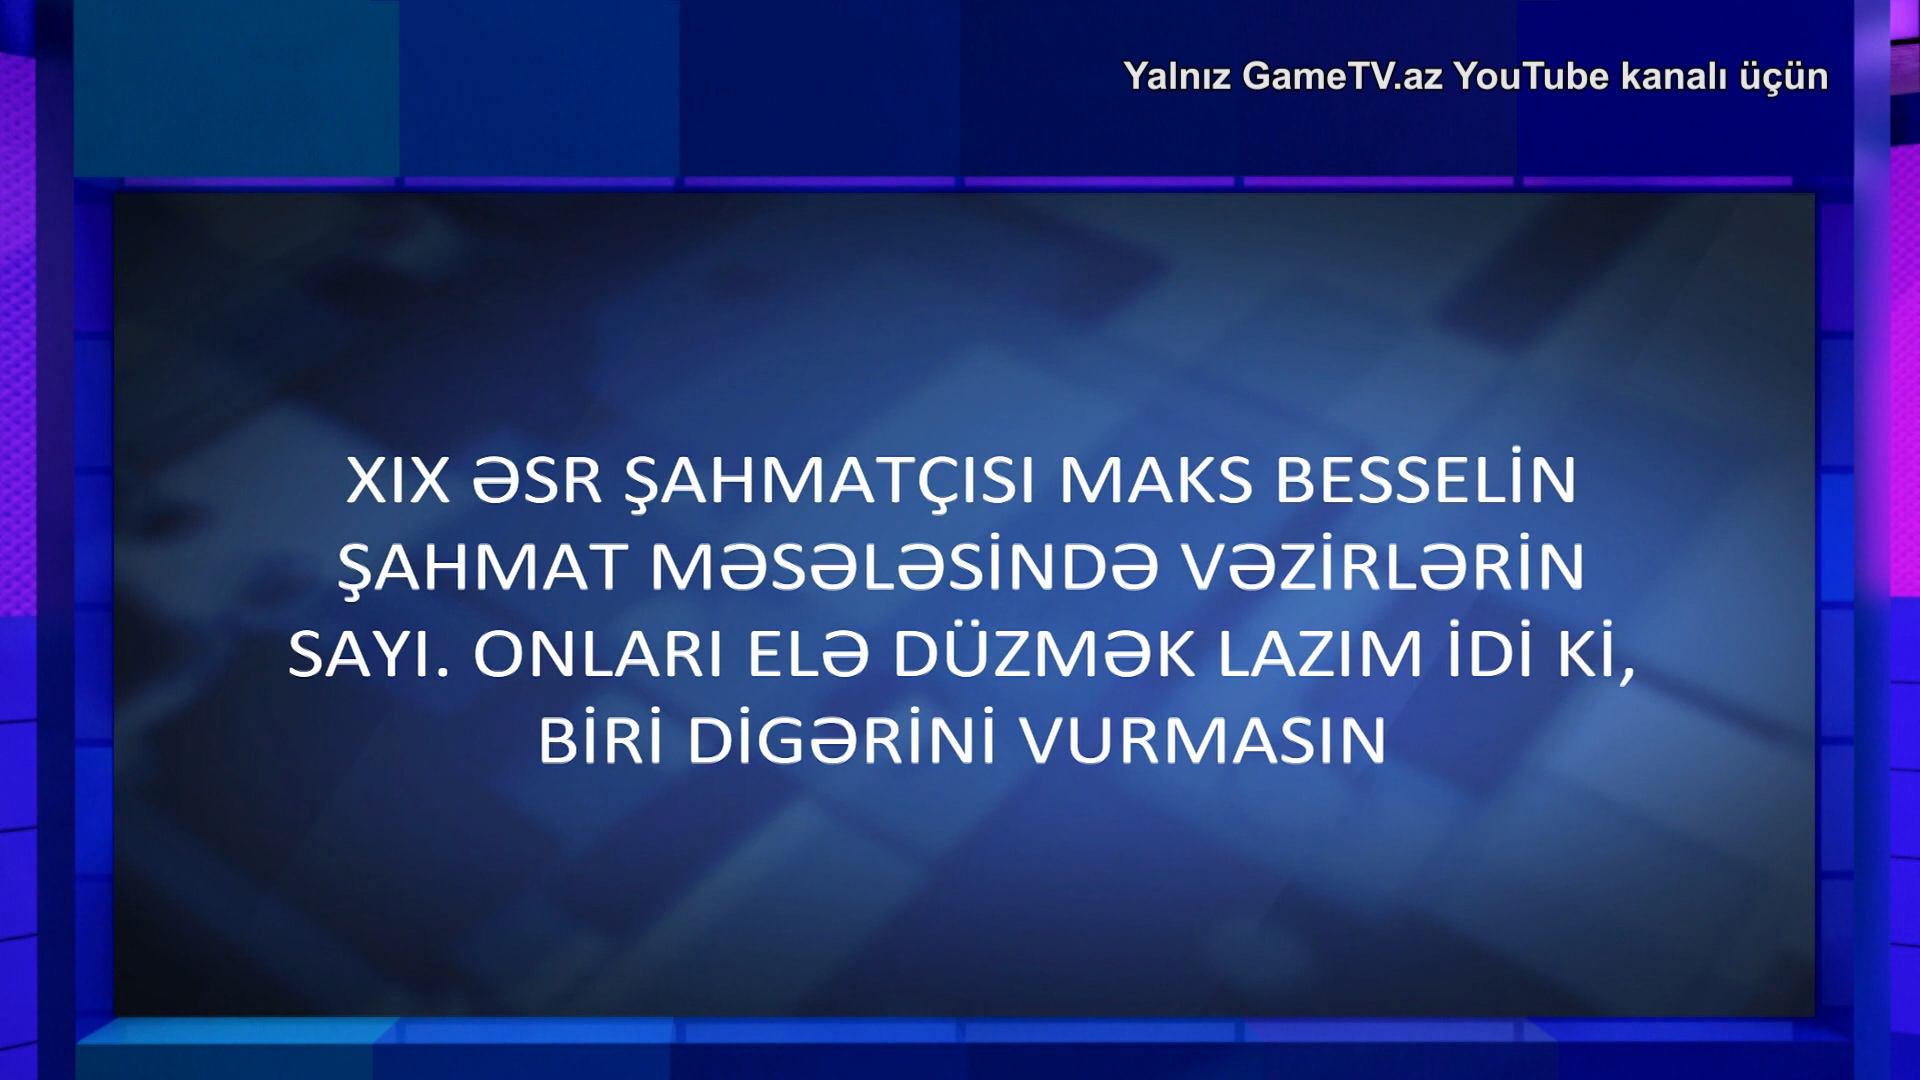 Yalnız GameTV.az YouTube kanalı üçün
XIX ƏSR ŞAHMATÇISI MAKS BESSELİN
ŞAHMAT MƏSƏLƏSİNDƏ VƏZİRLƏRİN
SAYI. ONLARI ELƏ DÜZMƏK LAZIM İDİ Kİ,
BİRİ DİGƏRİNİ VURMASIN